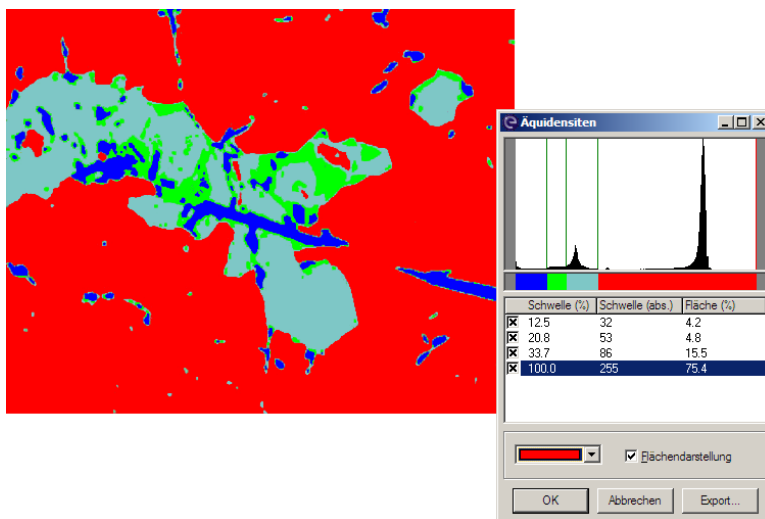 Äquidensiten
Schwelle (%) Schwelle (abs.) Fläche (%)
12.5 32 4.2
20.8 53 4.8
33.7 86 15.5
100.0 255 75.4
Flächendarstellung
OK Abbrechen Export...